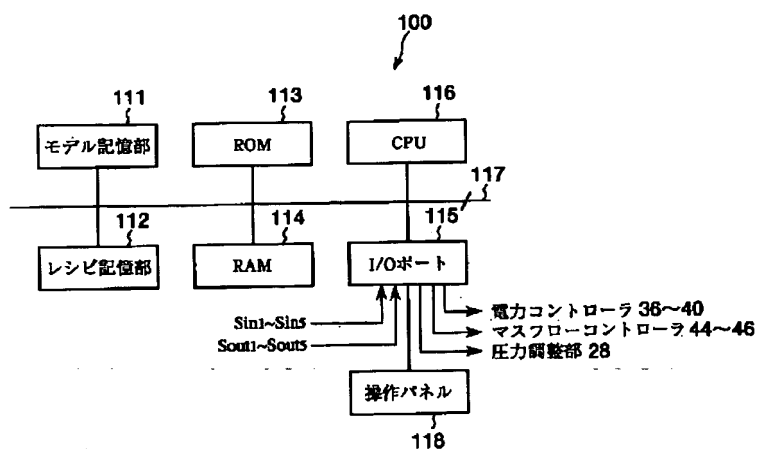 100
111
113
116
モデル記憶部
ROM
CPU
117
112
114
115
レシピ記憶部
RAM
I/Oポート
Sin1~Sin5
Sout1~Sout5
電力コントローラ 36〜40
マスフローコントローラ 44〜46
圧力調整部 28
操作パネル
118